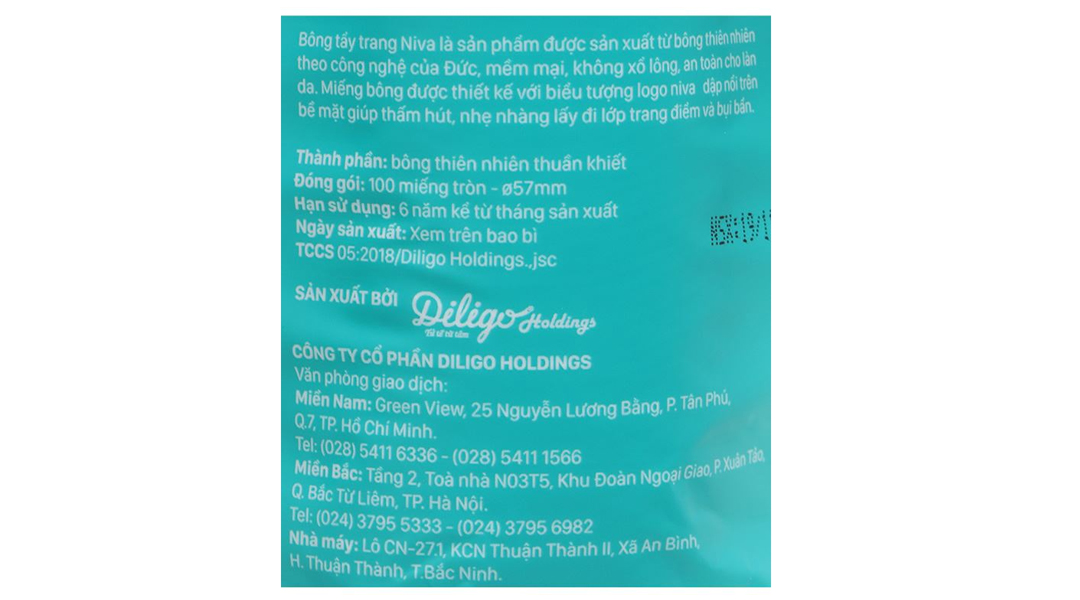 Bông tẩy trang Niva là sản phẩm được sản xuất từ bông thiên nhiên
theo công nghệ của Đức, mềm mại, không xổ lông, an toàn cho làn
da. Miếng bông được thiết kế với biểu tượng logo niva dập nổi trên
bề mặt giúp thấm hút, nhẹ nhàng lấy đi lớp trang điểm và bụi bẩn.
Thành phần: bông thiên nhiên thuần khiết
Đóng gói: 100 miếng tròn - ø57mm
Hạn sử dụng: 6 năm kể từ tháng sản xuất
Ngày sản xuất: Xem trên bao bì
NSX: 19/1
TCCS 05:2018/Diligo Holdings.,jsc
SẢN XUẤT BỞI Diligo Holdings
Tử tế từ tâm
CÔNG TY CỔ PHẦN DILIGO HOLDINGS
Văn phòng giao dịch:
Miền Nam: Green View, 25 Nguyễn Lương Bằng, P. Tân Phú,
Q.7, TP. Hồ Chí Minh.
Tel: (028) 5411 6336 - (028) 5411 1566
Miền Bắc: Tầng 2, Toà nhà N03T5, Khu Đoàn Ngoại Giao, P. Xuân Tảo,
Q. Bắc Từ Liêm, TP. Hà Nội.
Tel: (024) 3795 5333 - (024) 3795 6982
Nhà máy: Lô CN-27.1, KCN Thuận Thành II, Xã An Bình,
H. Thuận Thành, T.Bắc Ninh.